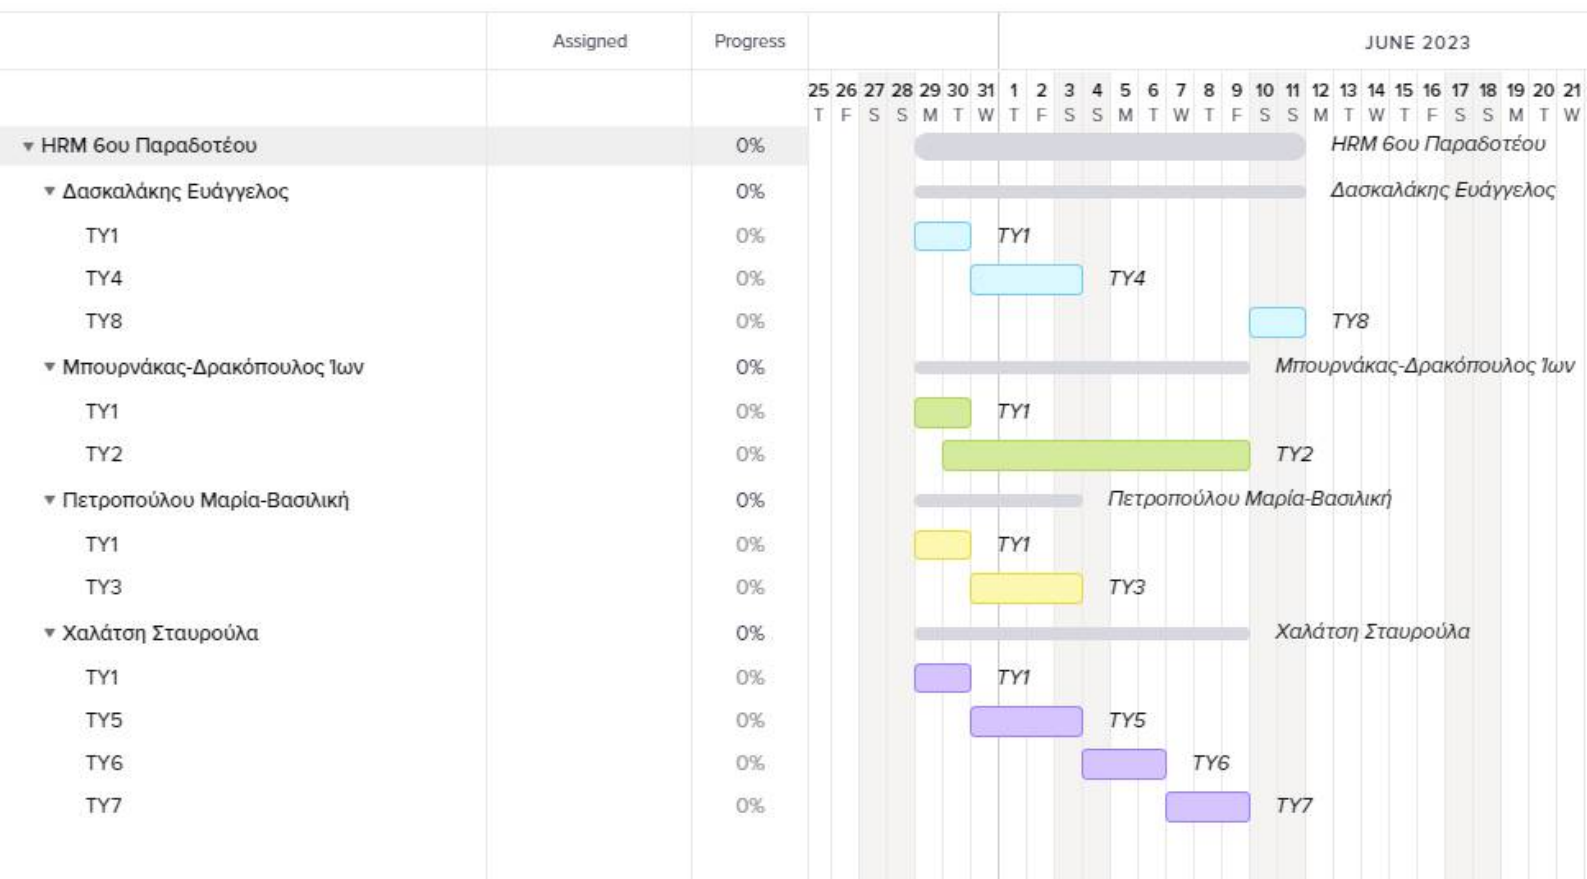 Assigned Progress JUNE 2023
25 26 27 28 29 30 31 1 2 3 4 5 6 7 8 9 10 11 12 13 14 15 16 17 18 19 20 21
T F S S M T W T F S S M T W T F S S M T W T F S S M T W
HRM 6ου Παραδοτέου 0% HRM 6ου Παραδοτέου
Δασκαλάκης Ευάγγελος 0% Δασκαλάκης Ευάγγελος
ΤΥ1 0% ΤΥ1
ΤΥ4 0% ΤΥ4
ΤΥ8 0% ΤΥ8
Μπουρνάκας-Δρακόπουλος Ίων 0% Μπουρνάκας-Δρακόπουλος Ίων
ΤΥ1 0% ΤΥ1
ΤΥ2 0% ΤΥ2
Πετροπούλου Μαρία-Βασιλική 0% Πετροπούλου Μαρία-Βασιλική
ΤΥ1 0% ΤΥ1
ΤΥ3 0% ΤΥ3
Χαλάτση Σταυρούλα 0% Χαλάτση Σταυρούλα
ΤΥ1 0% ΤΥ1
ΤΥ5 0% ΤΥ5
ΤΥ6 0% ΤΥ6
ΤΥ7 0% ΤΥ7